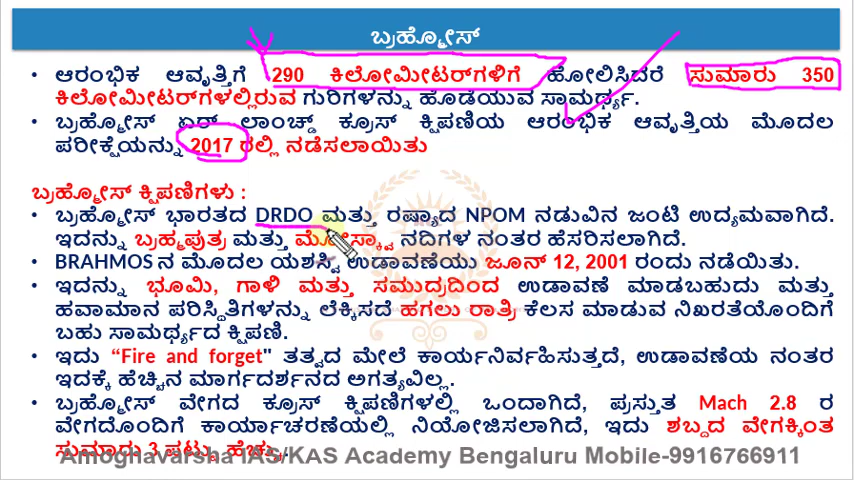 ಬ್ರಹ್ಮೋಸ್
• ಆರಂಭಿಕ ಆವೃತ್ತಿಗೆ 290 ಕಿಲೋಮೀಟರ್‌ಗಳಿಗೆ ಹೋಲಿಸಿದರೆ ಸುಮಾರು 350
ಕಿಲೋಮೀಟರ್‌ಗಳಲ್ಲಿರುವ ಗುರಿಗಳನ್ನು ಹೊಡೆಯುವ ಸಾಮರ್ಥ್ಯ.
• ಬ್ರಹ್ಮೋಸ್ ಏರ್ ಲಾಂಚ್ಡ್ ಕ್ರೂಸ್ ಕ್ಷಿಪಣಿಯ ಆರಂಭಿಕ ಆವೃತ್ತಿಯ ಮೊದಲ
ಪರೀಕ್ಷೆಯನ್ನು 2017 ರಲ್ಲಿ ನಡೆಸಲಾಯಿತು
ಬ್ರಹ್ಮೋಸ್ ಕ್ಷಿಪಣಿಗಳು :
• ಬ್ರಹ್ಮೋಸ್ ಭಾರತದ DRDO ಮತ್ತು ರಷ್ಯಾದ NPOM ನಡುವಿನ ಜಂಟಿ ಉದ್ಯಮವಾಗಿದೆ.
ಇದನ್ನು ಬ್ರಹ್ಮಪುತ್ರ ಮತ್ತು ಮೊಸ್ಕ್ವಾ ನದಿಗಳ ನಂತರ ಹೆಸರಿಸಲಾಗಿದೆ.
• BRAHMOS ನ ಮೊದಲ ಯಶಸ್ವಿ ಉಡಾವಣೆಯು ಜೂನ್ 12, 2001 ರಂದು ನಡೆಯಿತು.
• ಇದನ್ನು ಭೂಮಿ, ಗಾಳಿ ಮತ್ತು ಸಮುದ್ರದಿಂದ ಉಡಾವಣೆ ಮಾಡಬಹುದು ಮತ್ತು
ಹವಾಮಾನ ಪರಿಸ್ಥಿತಿಗಳನ್ನು ಲೆಕ್ಕಿಸದೆ ಹಗಲು ರಾತ್ರಿ ಕೆಲಸ ಮಾಡುವ ನಿಖರತೆಯೊಂದಿಗೆ
ಬಹು ಸಾಮರ್ಥ್ಯದ ಕ್ಷಿಪಣಿ.
• ಇದು “Fire and forget" ತತ್ವದ ಮೇಲೆ ಕಾರ್ಯನಿರ್ವಹಿಸುತ್ತದೆ, ಉಡಾವಣೆಯ ನಂತರ
ಇದಕ್ಕೆ ಹೆಚ್ಚಿನ ಮಾರ್ಗದರ್ಶನದ ಅಗತ್ಯವಿಲ್ಲ.
• ಬ್ರಹ್ಮೋಸ್ ವೇಗದ ಕ್ರೂಸ್ ಕ್ಷಿಪಣಿಗಳಲ್ಲಿ ಒಂದಾಗಿದೆ, ಪ್ರಸ್ತುತ Mach 2.8 ರ
ವೇಗದೊಂದಿಗೆ ಕಾರ್ಯಾಚರಣೆಯಲ್ಲಿ ನಿಯೋಜಿಸಲಾಗಿದೆ, ಇದು ಶಬ್ದದ ವೇಗಕ್ಕಿಂತ
ಸುಮಾರು 3 ಪಟ್ಟು ಹೆಚ್ಚು.
Amoghavarsha IAS/KAS Academy Bengaluru Mobile-9916766911